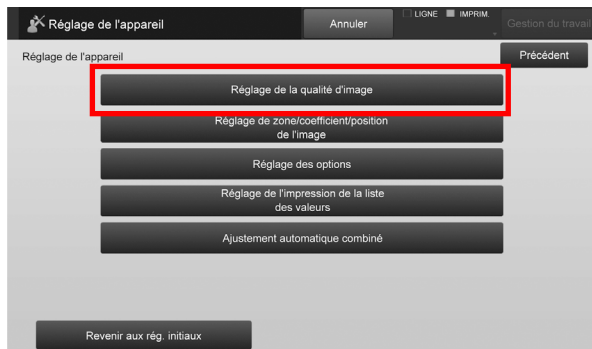 Réglage de l'appareil
Annuler
LIGNE IMPRIM.
Gestion du travail
Réglage de l'appareil
Précédent
Réglage de la qualité d'image
Réglage de zone/coefficient/position
de l'image
Réglage des options
Réglage de l'impression de la liste
des valeurs
Ajustement automatique combiné
Revenir aux rég. initiaux